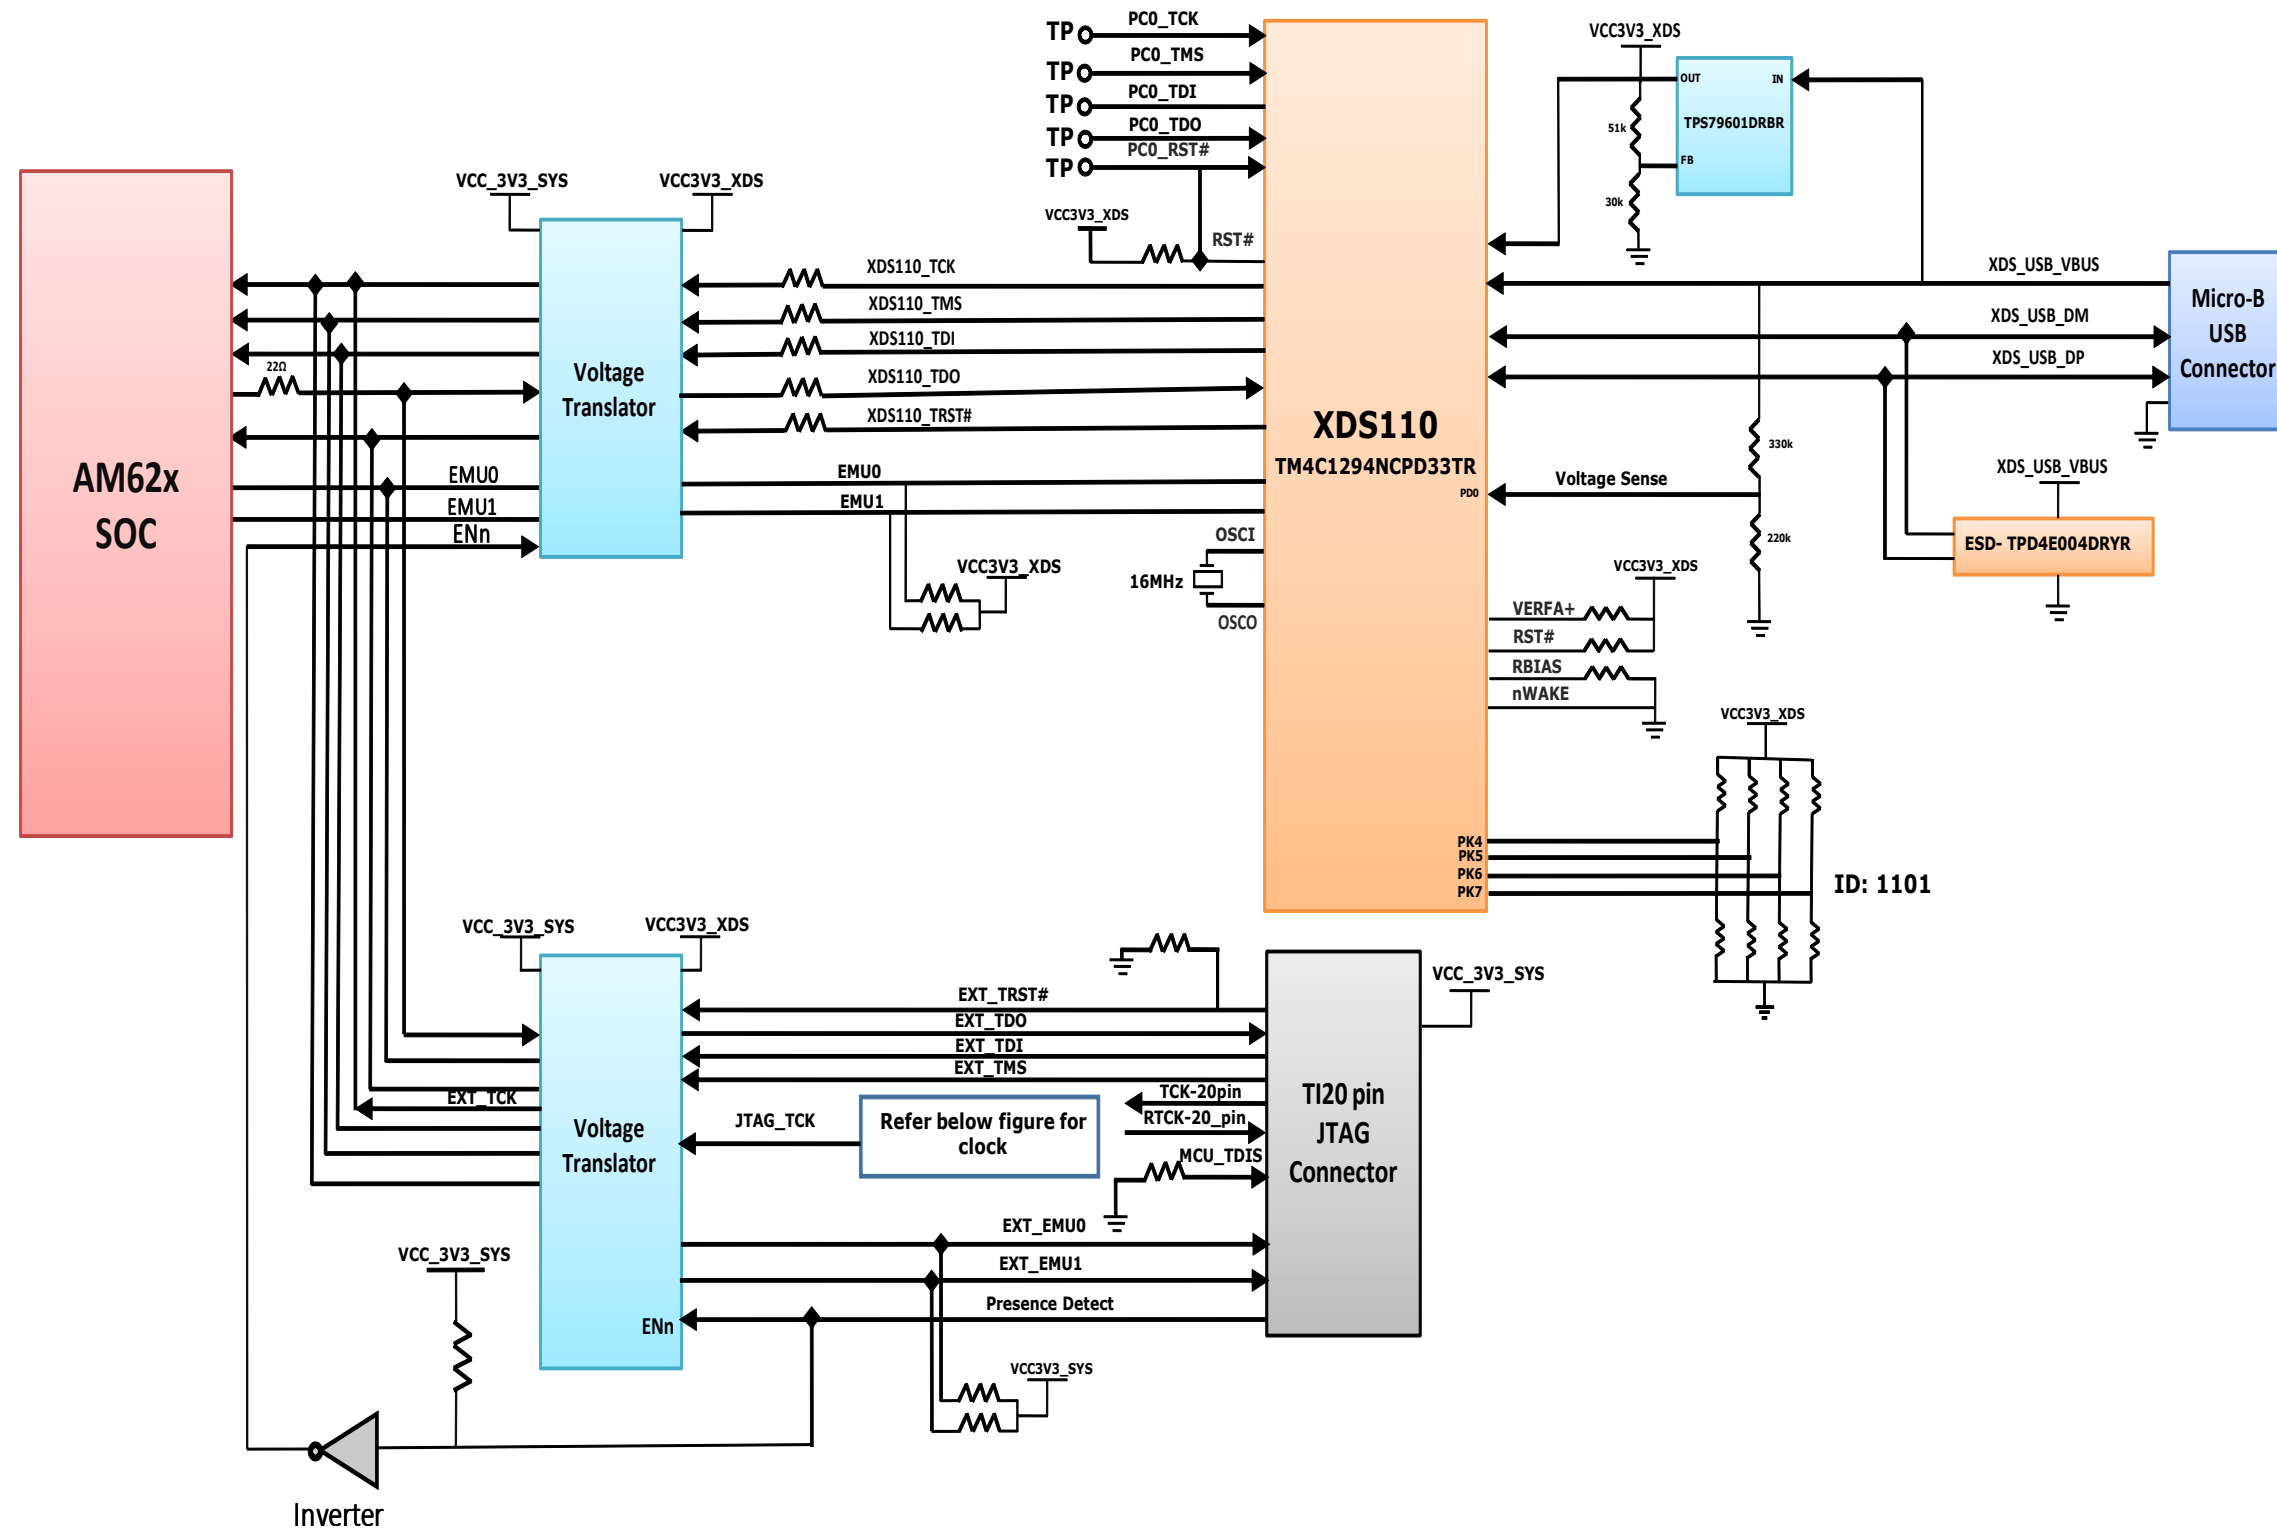 TP PC0_TCK
TP PC0_TMS
TP PC0_TDI
TP PC0_TDO
TP PC0_RST#
VCC3V3_XDS
RST#
VCC3V3_XDS
OUT
IN
TPS79601DRBR
FB
51k
30k
VCC_3V3_SYS
VCC3V3_XDS
XDS110_TCK
XDS110_TMS
XDS110_TDI
XDS110_TDO
XDS110_TRST#
22Ω
Voltage
Translator
AM62x
SOC
EMU0
EMU1
ENn
EMU0
EMU1
VCC3V3_XDS
OSCI
16MHz
OSCO
XDS110
TM4C1294NCPD33TR
PD0
XDS_USB_VBUS
XDS_USB_DM
XDS_USB_DP
Micro-B
USB
Connector
330k
Voltage Sense
220k
XDS_USB_VBUS
ESD- TPD4E004DRYR
VCC3V3_XDS
VERFA+
RST#
RBIAS
nWAKE
VCC3V3_XDS
PK4
PK5
PK6
PK7
ID: 1101
VCC_3V3_SYS
VCC3V3_XDS
VCC_3V3_SYS
EXT_TRST#
EXT_TDO
EXT_TDI
EXT_TMS
TCK-20pin
RTCK-20_pin
MCU_TDIS
EXT_TCK
JTAG_TCK
Refer below figure for
clock
Voltage
Translator
TI20 pin
JTAG
Connector
EXT_EMU0
EXT_EMU1
Presence Detect
ENn
VCC_3V3_SYS
VCC3V3_SYS
Inverter